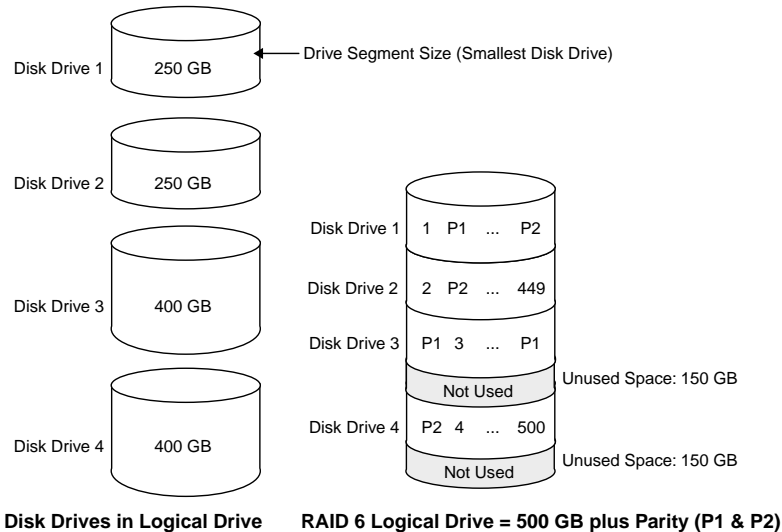 Disk Drive 1
250 GB
Drive Segment Size (Smallest Disk Drive)
Disk Drive 2
250 GB
Disk Drive 3
400 GB
Disk Drive 4
400 GB
Disk Drives in Logical Drive
Disk Drive 1
1 P1 ... P2
Disk Drive 2
2 P2 ... 449
Disk Drive 3
P1 3 ... P1
Not Used
Unused Space: 150 GB
Disk Drive 4
P2 4 ... 500
Not Used
Unused Space: 150 GB
RAID 6 Logical Drive = 500 GB plus Parity (P1 & P2)